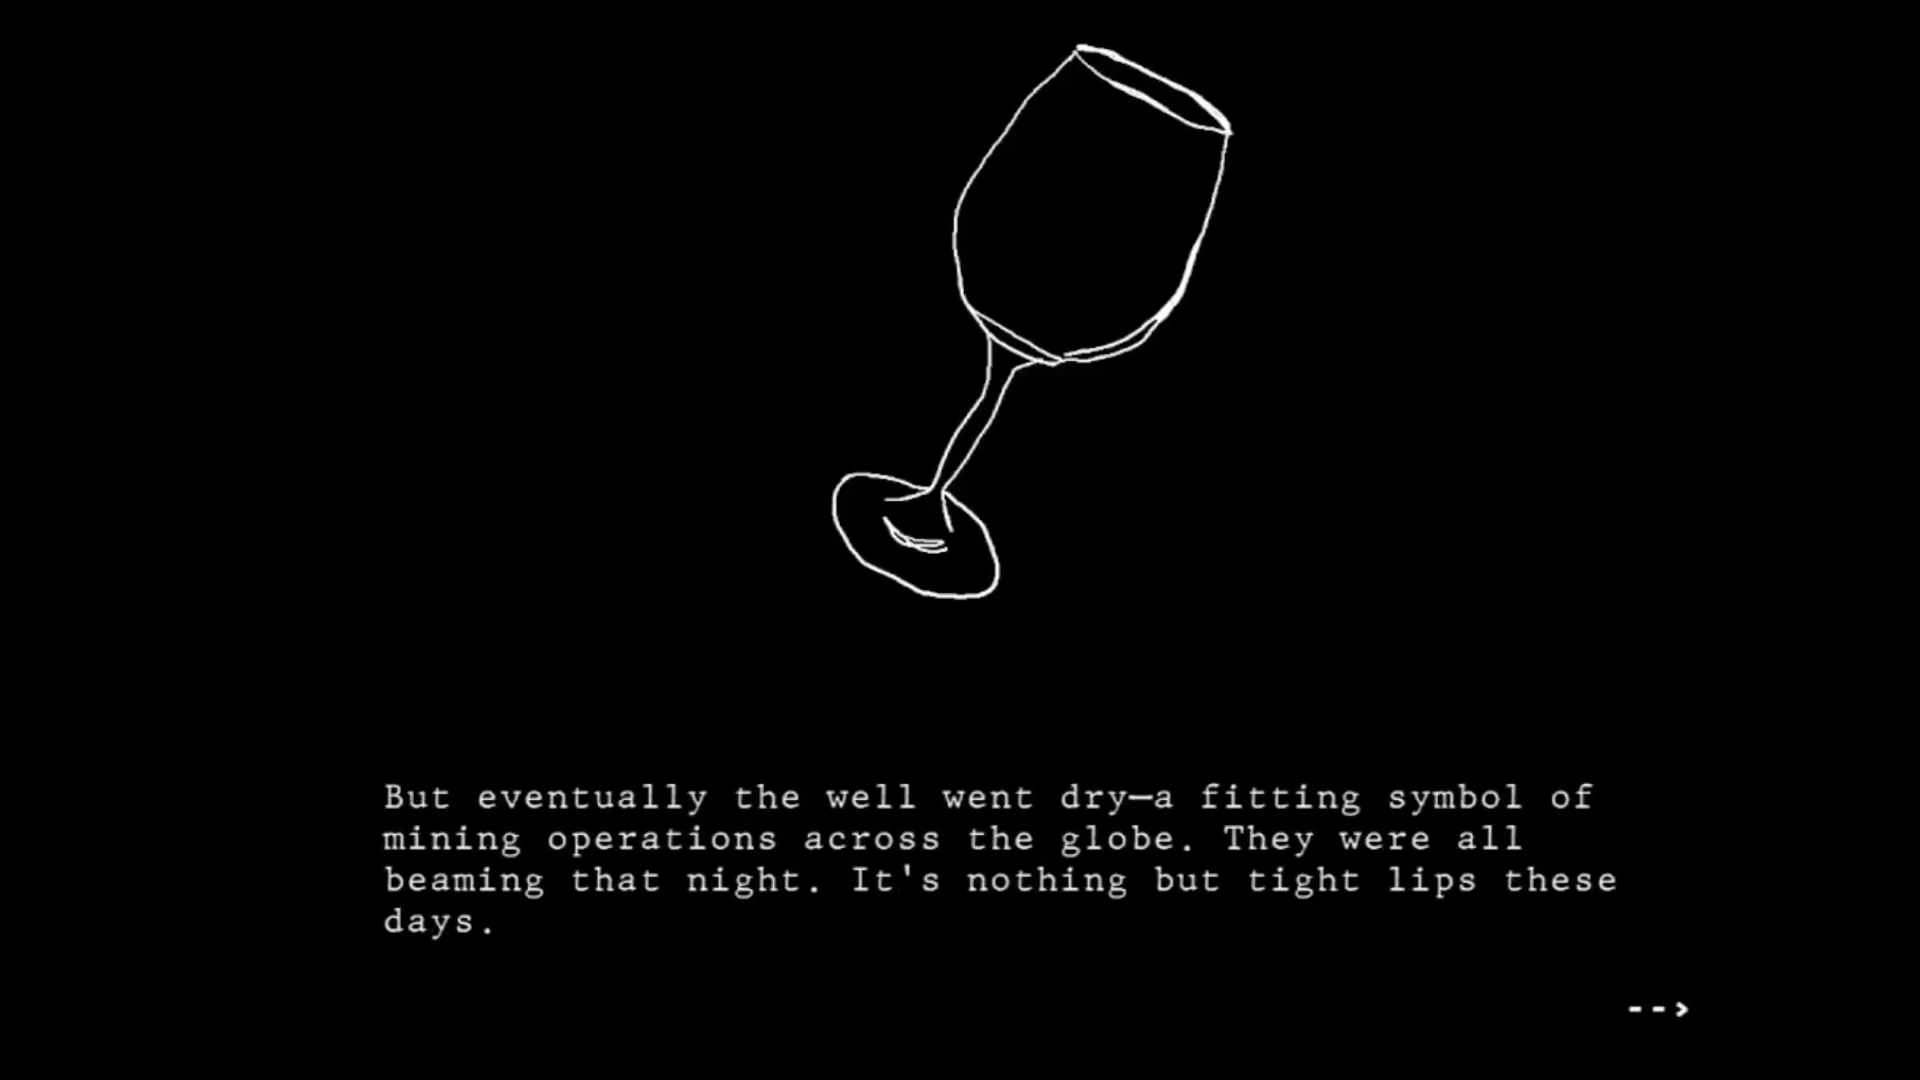 But eventually the well went dry—a fitting symbol of
mining operations across the globe. They were all
beaming that night. It's nothing but tight lips these
days.
-->